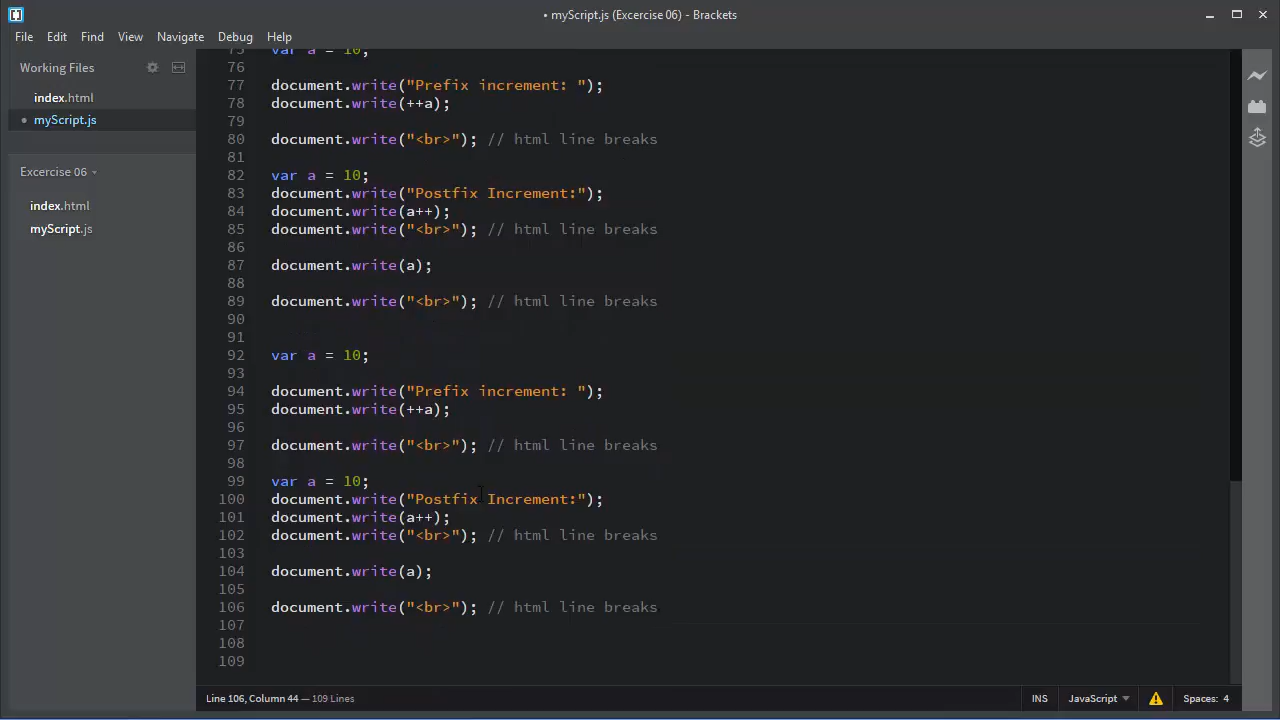 • myScript.js (Excercise 06) - Brackets
File Edit Find View Navigate Debug Help
Working Files
index.html
• myScript.js
Excercise 06
index.html
myScript.js
75 var a = 10;
76
77 document.write("Prefix increment: ");
78 document.write(++a);
79
80 document.write("<br>"); // html line breaks
81
82 var a = 10;
83 document.write("Postfix Increment:");
84 document.write(a++);
85 document.write("<br>"); // html line breaks
86
87 document.write(a);
88
89 document.write("<br>"); // html line breaks
90
91
92 var a = 10;
93
94 document.write("Prefix increment: ");
95 document.write(++a);
96
97 document.write("<br>"); // html line breaks
98
99 var a = 10;
100 document.write("Postfix Increment:");
101 document.write(a++);
102 document.write("<br>"); // html line breaks
103
104 document.write(a);
105
106 document.write("<br>"); // html line breaks
107
108
109
Line 106, Column 44 — 109 Lines INS JavaScript Spaces: 4